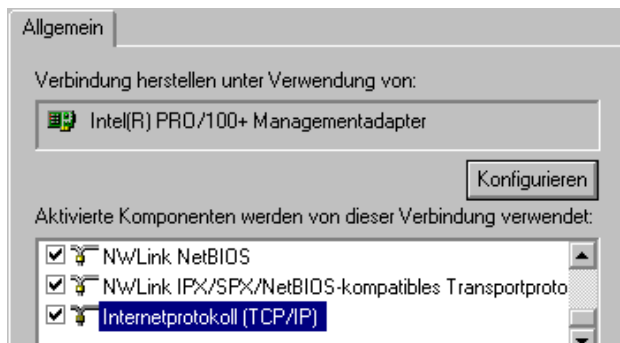 Allgemein
Verbindung herstellen unter Verwendung von:
Intel(R) PRO/100+ Managementadapter
Konfigurieren
Aktivierte Komponenten werden von dieser Verbindung verwendet:
NWLink NetBIOS
NWLink IPX/SPX/NetBIOS-kompatibles Transportproto
Internetprotokoll (TCP/IP)